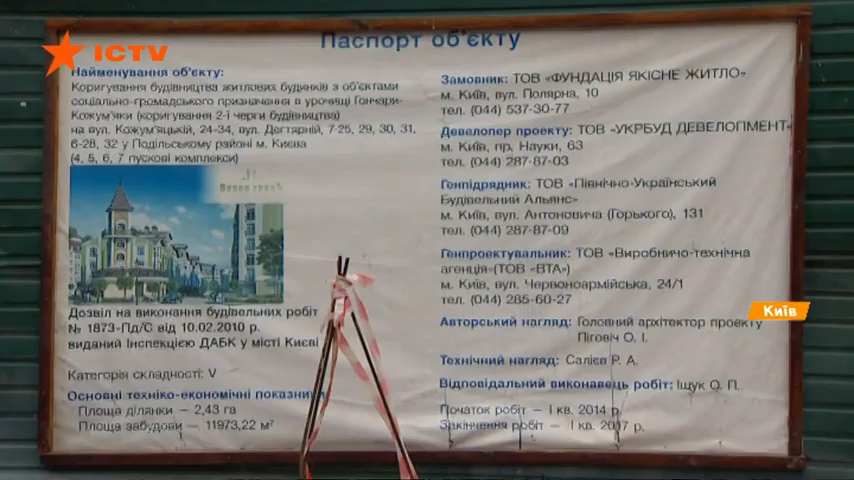 ICTV
Паспорт об'єкту
Найменування об'єкту:
Коригування будівництва житлових будинків з об'єктами
соціально-громадського призначення в урочищі Гончари-
Кожум'яки (коригування 2-ї черги будівництва)
на вул. Кожум'яцькій, 24-34, вул. Дегтярній, 7-25, 29, 30, 31,
6-28, 32 у Подільському районі м. Києва
(4, 5, 6, 7 пускові комплекси)
Дозвіл на виконання будівельних робіт
№ 1873-Пд/С від 10.02.2010 р.
виданий Інспекцією ДАБК у місті Києві
Категорія складності: V
Основні техніко-економічні показники
Площа ділянки – 2,43 га
Площа забудови – 11973,22 м²
Замовник: ТОВ «ФУНДАЦІЯ ЯКІСНЕ ЖИТЛО»
м. Київ, вул. Полярна, 10
тел. (044) 537-30-77
Девелопер проекту: ТОВ «УКРБУД ДЕВЕЛОПМЕНТ»
м. Київ, пр. Науки, 63
тел. (044) 287-87-03
Генпідрядник: ТОВ «Північно-Український
Будівельний Альянс»
м. Київ, вул. Антоновича (Горького), 131
тел. (044) 287-87-09
Генпроектувальник: ТОВ «Виробничо-технічна
агенція»(ТОВ «ВТА»)
м. Київ, вул. Червоноармійська, 24/1
тел. (044) 285-60-27
Київ
Авторський нагляд: Головний архітектор проекту
Піговіч О. І.
Технічний нагляд: Салієв Р. А.
Відповідальний виконавець робіт: Іщук О. П.
Початок робіт – І кв. 2014 р.
Закінчення робіт – І кв. 2017 р.